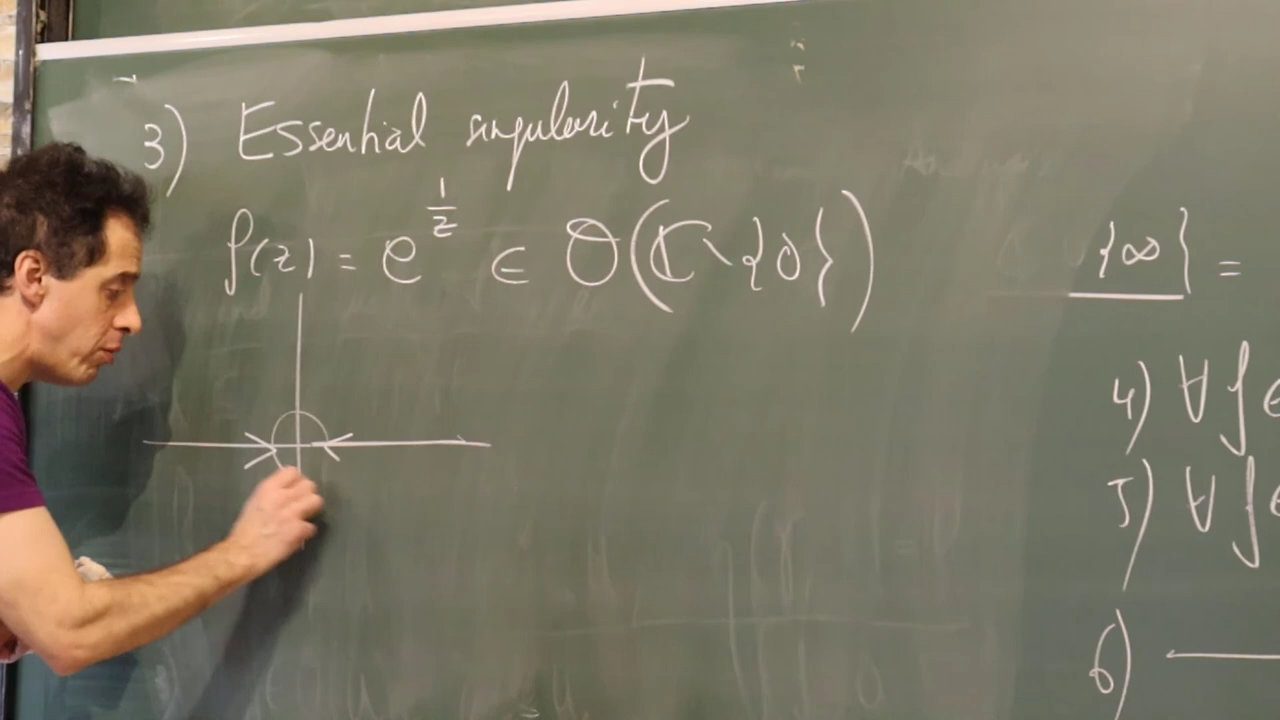 3) Essential singularity
f(z) = e^{1/z} ∈ O(ℂ∖{0})
{∞} =
4) ∀ f ∈
5) ∀ f ∈
6)